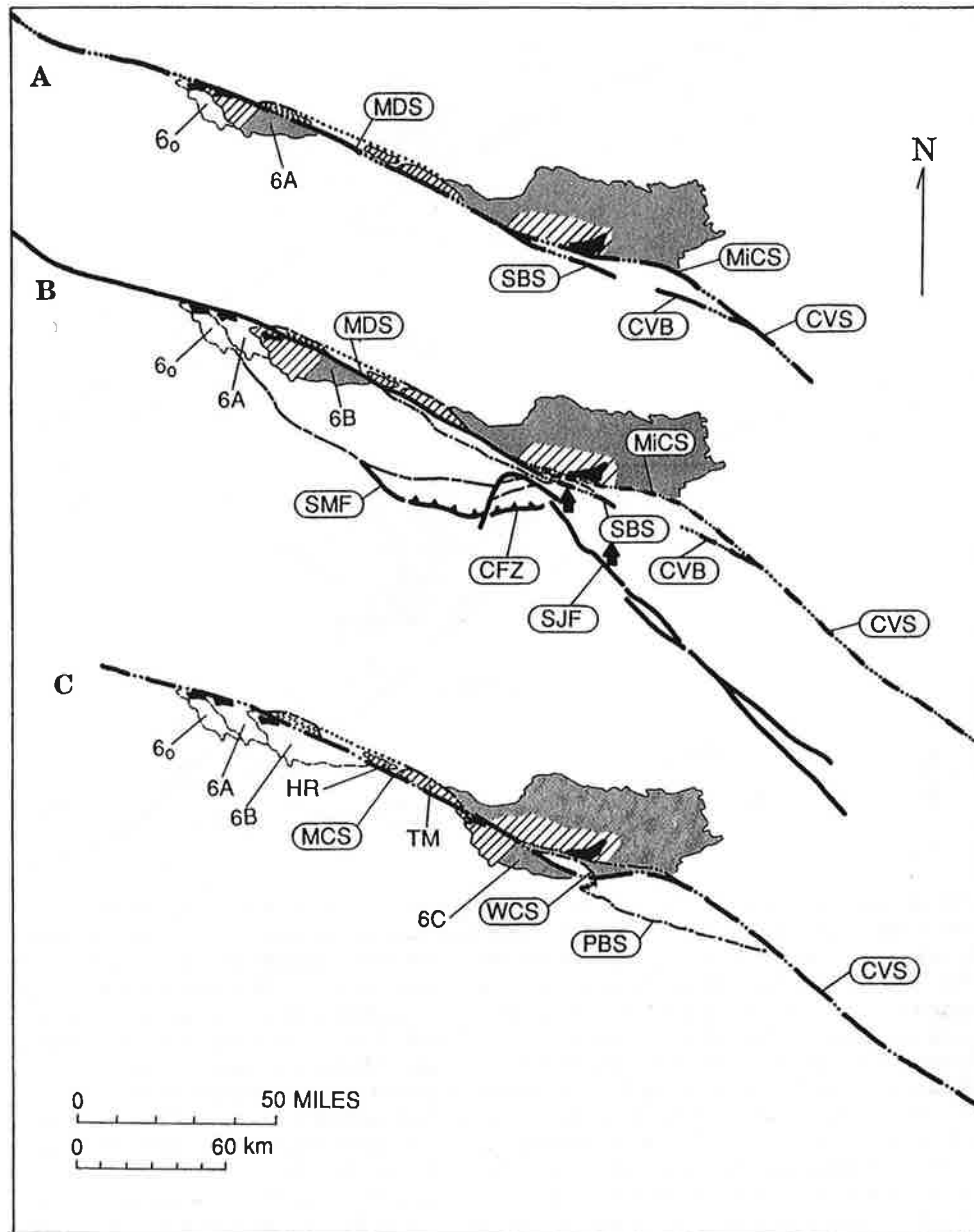 A
6o
6A
MDS
N
SBS
MiCS
CVB
CVS
B
MDS
6o
6A
6B
MiCS
SMF
SBS
CFZ
CVB
SJF
CVS
C
6o
6A
6B
HR
MCS
TM
6C
WCS
PBS
CVS
0 50 MILES
0 60 km